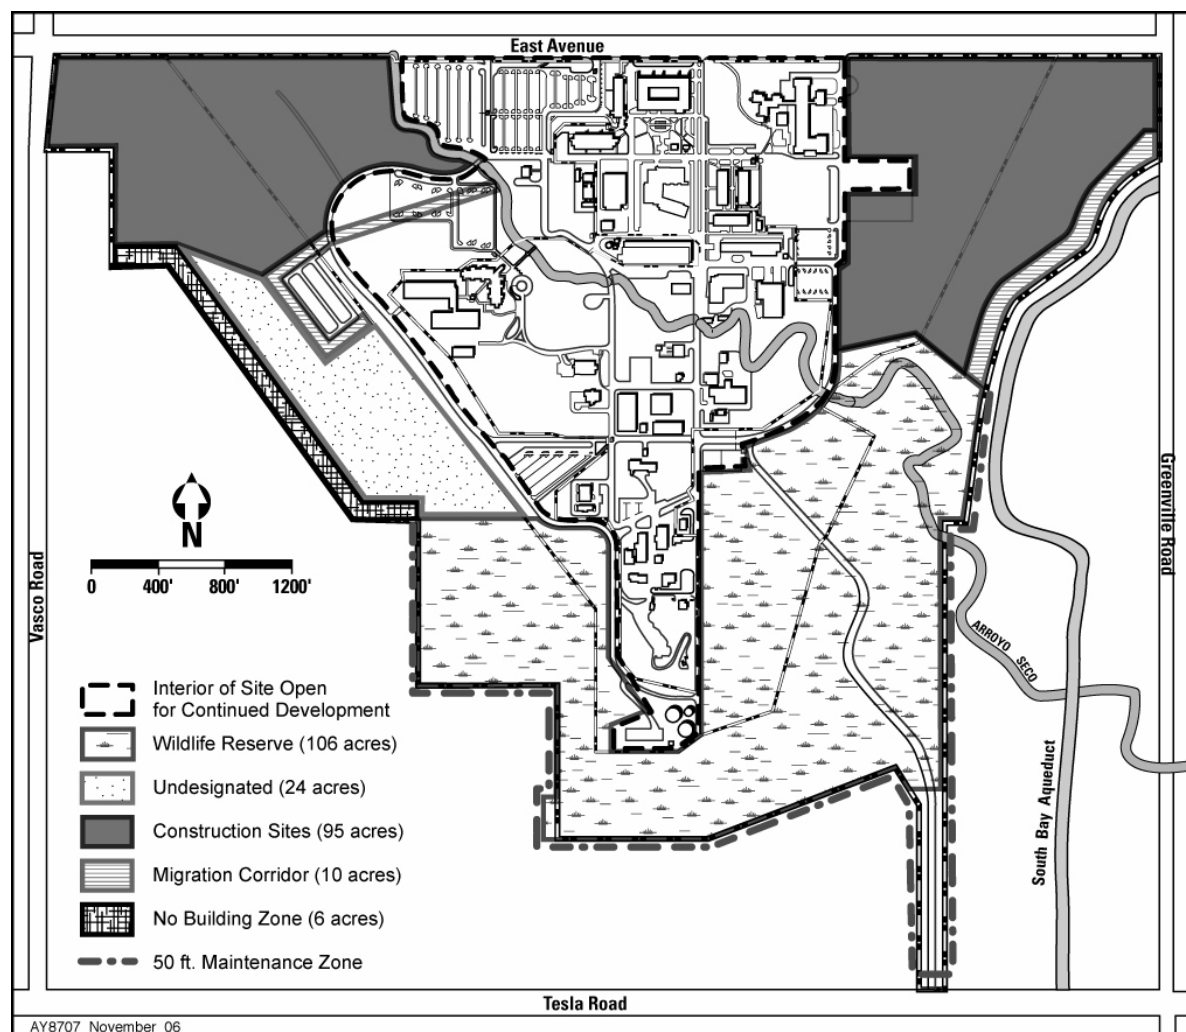 East Avenue
Greenville Road
Vasco Road
N
0 400' 800' 1200'
ARROYO SECO
South Bay Aqueduct
Interior of Site Open
for Continued Development
Wildlife Reserve (106 acres)
Undesignated (24 acres)
Construction Sites (95 acres)
Migration Corridor (10 acres)
No Building Zone (6 acres)
50 ft. Maintenance Zone
Tesla Road
AY8707 November 06